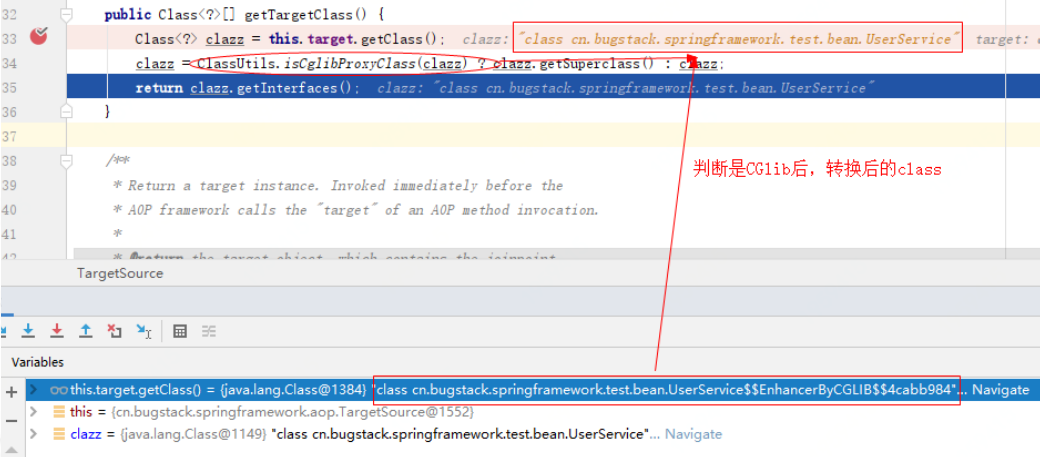 32 public Class<?>[] getTargetClass() {
33 Class<?> clazz = this.target.getClass(); clazz: "class cn.bugstack.springframework.test.bean.UserService" target:
34 clazz = ClassUtils.isCglibProxyClass(clazz) ? clazz.getSuperclass() : clazz;
35 return clazz.getInterfaces(); clazz: "class cn.bugstack.springframework.test.bean.UserService"
36 }
37
38 /**
判断是CGlib后，转换后的class
39 * Return a target instance. Invoked immediately before the
40 * AOP framework calls the "target" of an AOP method invocation.
41 *
42 * @return the target object, which contains the joinpoint
TargetSource
Variables
this.target.getClass() = {java.lang.Class@1384} "class cn.bugstack.springframework.test.bean.UserService$$EnhancerByCGLIB$$4cabb984"... Navigate
this = {cn.bugstack.springframework.aop.TargetSource@1552}
clazz = {java.lang.Class@1149} "class cn.bugstack.springframework.test.bean.UserService"... Navigate